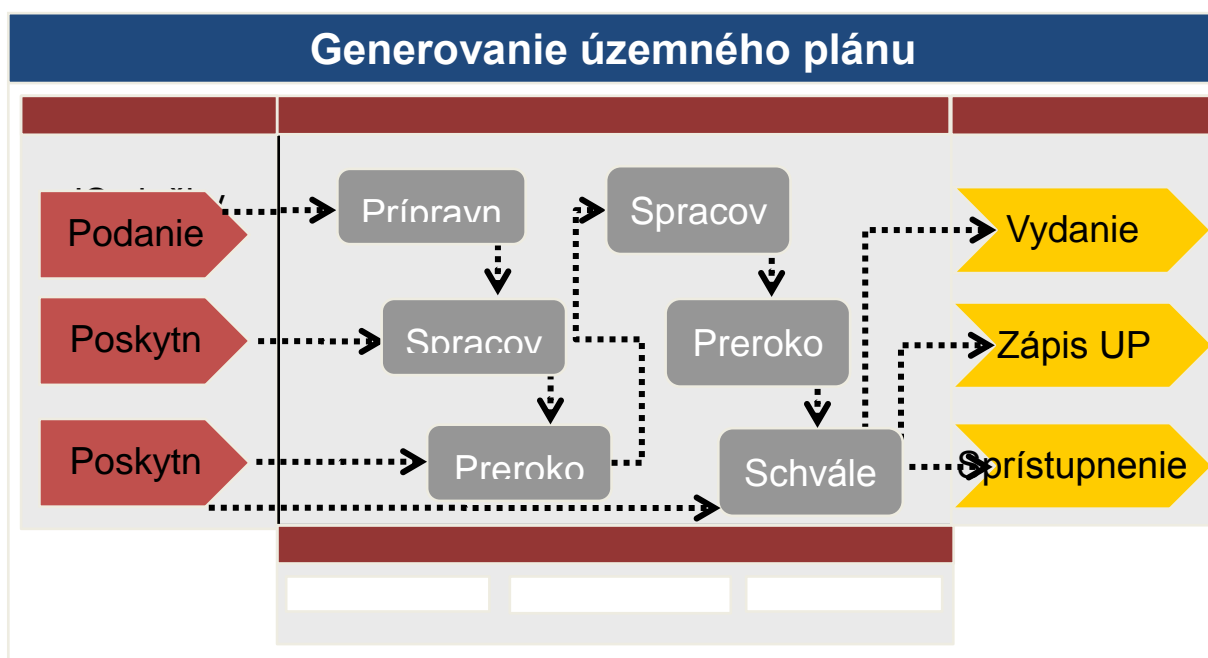 Generovanie územného plánu
Podanie
Poskytn
Poskytn
Prípravn
Spracov
Preroko
Spracov
Preroko
Schvále
Vydanie
Zápis UP
Sprístupnenie